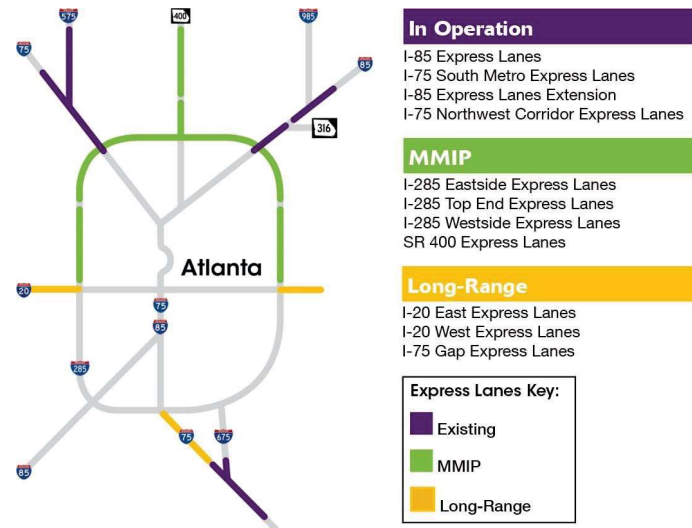 575
400
985
75
85
316
Atlanta
20
75
85
285
75
675
85
In Operation
I-85 Express Lanes
I-75 South Metro Express Lanes
I-85 Express Lanes Extension
I-75 Northwest Corridor Express Lanes
MMIP
I-285 Eastside Express Lanes
I-285 Top End Express Lanes
I-285 Westside Express Lanes
SR 400 Express Lanes
Long-Range
I-20 East Express Lanes
I-20 West Express Lanes
I-75 Gap Express Lanes
Express Lanes Key:
Existing
MMIP
Long-Range